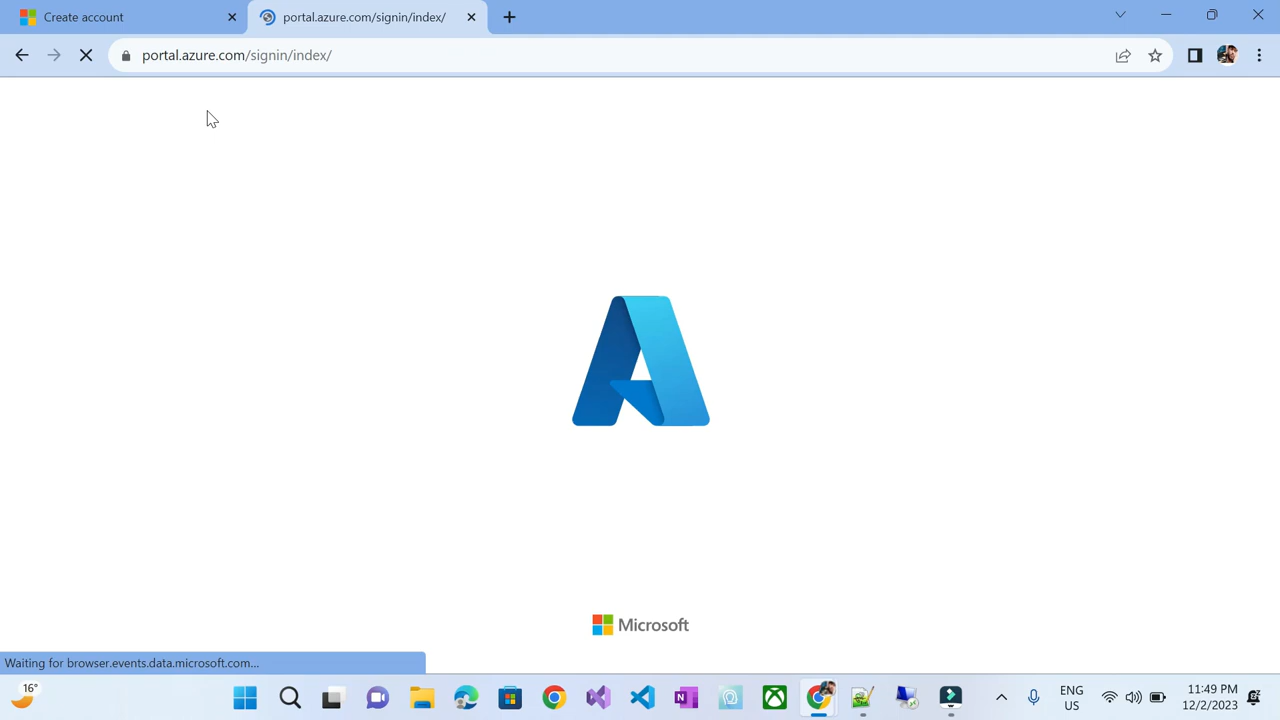 Create account
portal.azure.com/signin/index/
portal.azure.com/signin/index/
Microsoft
Waiting for browser.events.data.microsoft.com...
16°
ENG
US
11:49 PM
12/2/2023